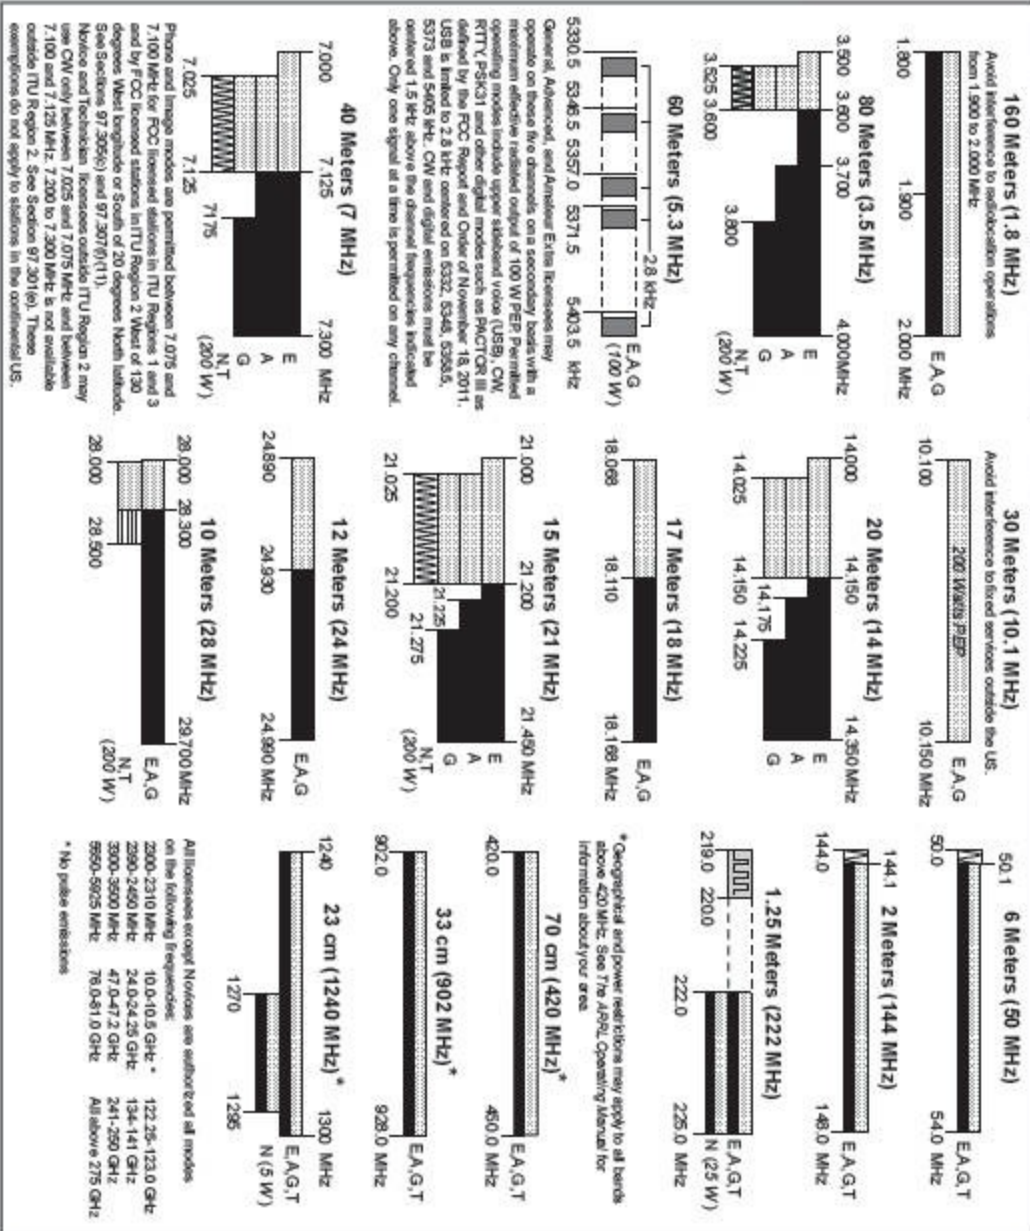 160 Meters (1.8 MHz)
Avoid interference to radiolocation operations
from 1.900 to 2.000 MHz
E,A,G
1.800 1.900 2.000 MHz
80 Meters (3.5 MHz)
3.500 3.600 3.700 4.000MHz
E
A
G
N,T
(200 W)
3.525 3.600 3.800
60 Meters (5.3 MHz)
2.8 kHz
E,A,G
(100 W)
5330.5 5346.5 5357.0 5371.5 5403.5 kHz
General, Advanced, and Amateur Extra licensees may
operate on these five channels on a secondary basis with a
maximum effective radiated output of 100 W PEP. Permitted
operating modes include upper sideband voice (USB), CW,
RTTY, PSK31 and other digital modes such as PACTOR III as
defined by the FCC Report and Order of November 18, 2011.
USB is limited to 2.8 kHz centered on 5332, 5348, 5358.5,
5373 and 5405 kHz. CW and digital emissions must be
centered 1.5 kHz above the channel frequencies indicated
above. Only one signal at a time is permitted on any channel.
40 Meters (7 MHz)
7.000 7.125 7.300 MHz
E
A
G
N,T
(200 W)
7.025 7.125 7.175
Phone and Image modes are permitted between 7.075 and
7.100 MHz for FCC licensed stations in ITU Regions 1 and 3
and by FCC licensed stations in ITU Region 2 West of 130
degrees West longitude or South of 20 degrees North latitude.
See Sections 97.305(c) and 97.307(f)(11).
Novice and Technician licensees outside ITU Region 2 may
use CW only between 7.025 and 7.075 MHz and between
7.100 and 7.125 MHz. 7.200 to 7.300 MHz is not available
outside ITU Region 2. See Section 97.301(e). These
exemptions do not apply to stations in the continental US.
30 Meters (10.1 MHz)
Avoid interference to fixed services outside the US.
200 Watts PEP
E,A,G
10.100 10.150 MHz
20 Meters (14 MHz)
14.000 14.150 14.350 MHz
E
A
G
14.175
14.025 14.150 14.225
17 Meters (18 MHz)
E,A,G
18.068 18.110 18.168 MHz
15 Meters (21 MHz)
21.000 21.200 21.450 MHz
E
A
G
N,T
(200 W)
21.225
21.275
21.025 21.200
12 Meters (24 MHz)
E,A,G
24.890 24.930 24.990 MHz
10 Meters (28 MHz)
28.000 28.300 29.700 MHz
E,A,G
N,T
(200 W)
28.000 28.500
6 Meters (50 MHz)
50.1
E,A,G,T
50.0 54.0 MHz
2 Meters (144 MHz)
144.1
E,A,G,T
144.0 148.0 MHz
1.25 Meters (222 MHz)
E,A,G,T
N (25 W)
219.0 220.0 222.0 225.0 MHz
*Geographical and power restrictions may apply to all bands
above 420 MHz. See The ARRL Operating Manual for
information about your area.
70 cm (420 MHz)*
E,A,G,T
420.0 450.0 MHz
33 cm (902 MHz)*
E,A,G,T
902.0 928.0 MHz
23 cm (1240 MHz)*
1240 1300 MHz
E,A,G,T
N (5 W)
1270 1295
All licensees except Novices are authorized all modes
on the following frequencies:
2300-2310 MHz 10.0-10.5 GHz * 122.25-123.0 GHz
2390-2450 MHz 24.0-24.25 GHz 134-141 GHz
3300-3500 MHz 47.0-47.2 GHz 241-250 GHz
5650-5925 MHz 76.0-81.0 GHz All above 275 GHz
* No pulse emissions